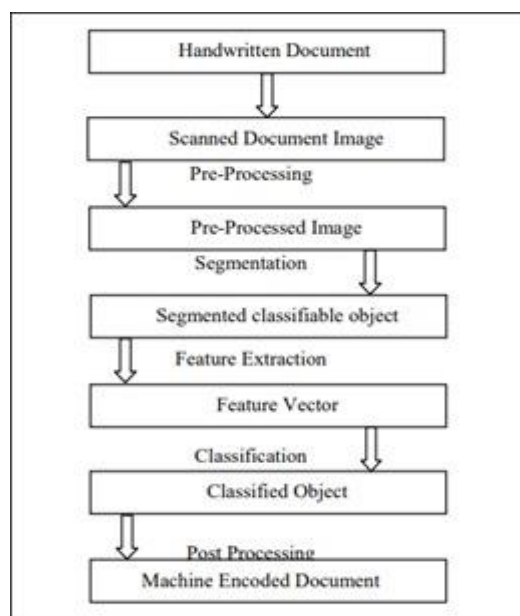 Handwritten Document
Scanned Document Image
Pre-Processing
Pre-Processed Image
Segmentation
Segmented classifiable object
Feature Extraction
Feature Vector
Classification
Classified Object
Post Processing
Machine Encoded Document